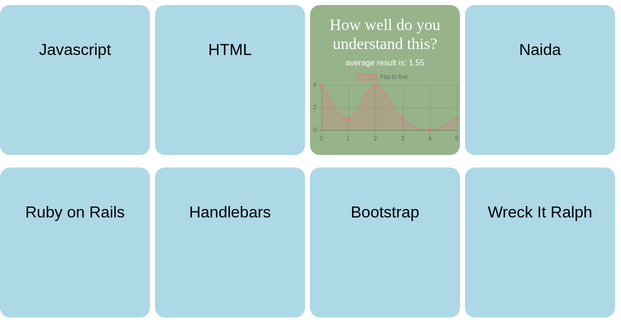 Javascript
HTML
How well do you
understand this?
average result is: 1.55
Fist to five
4
2
0
0 1 2 3 4 5
Naida
Ruby on Rails
Handlebars
Bootstrap
Wreck It Ralph